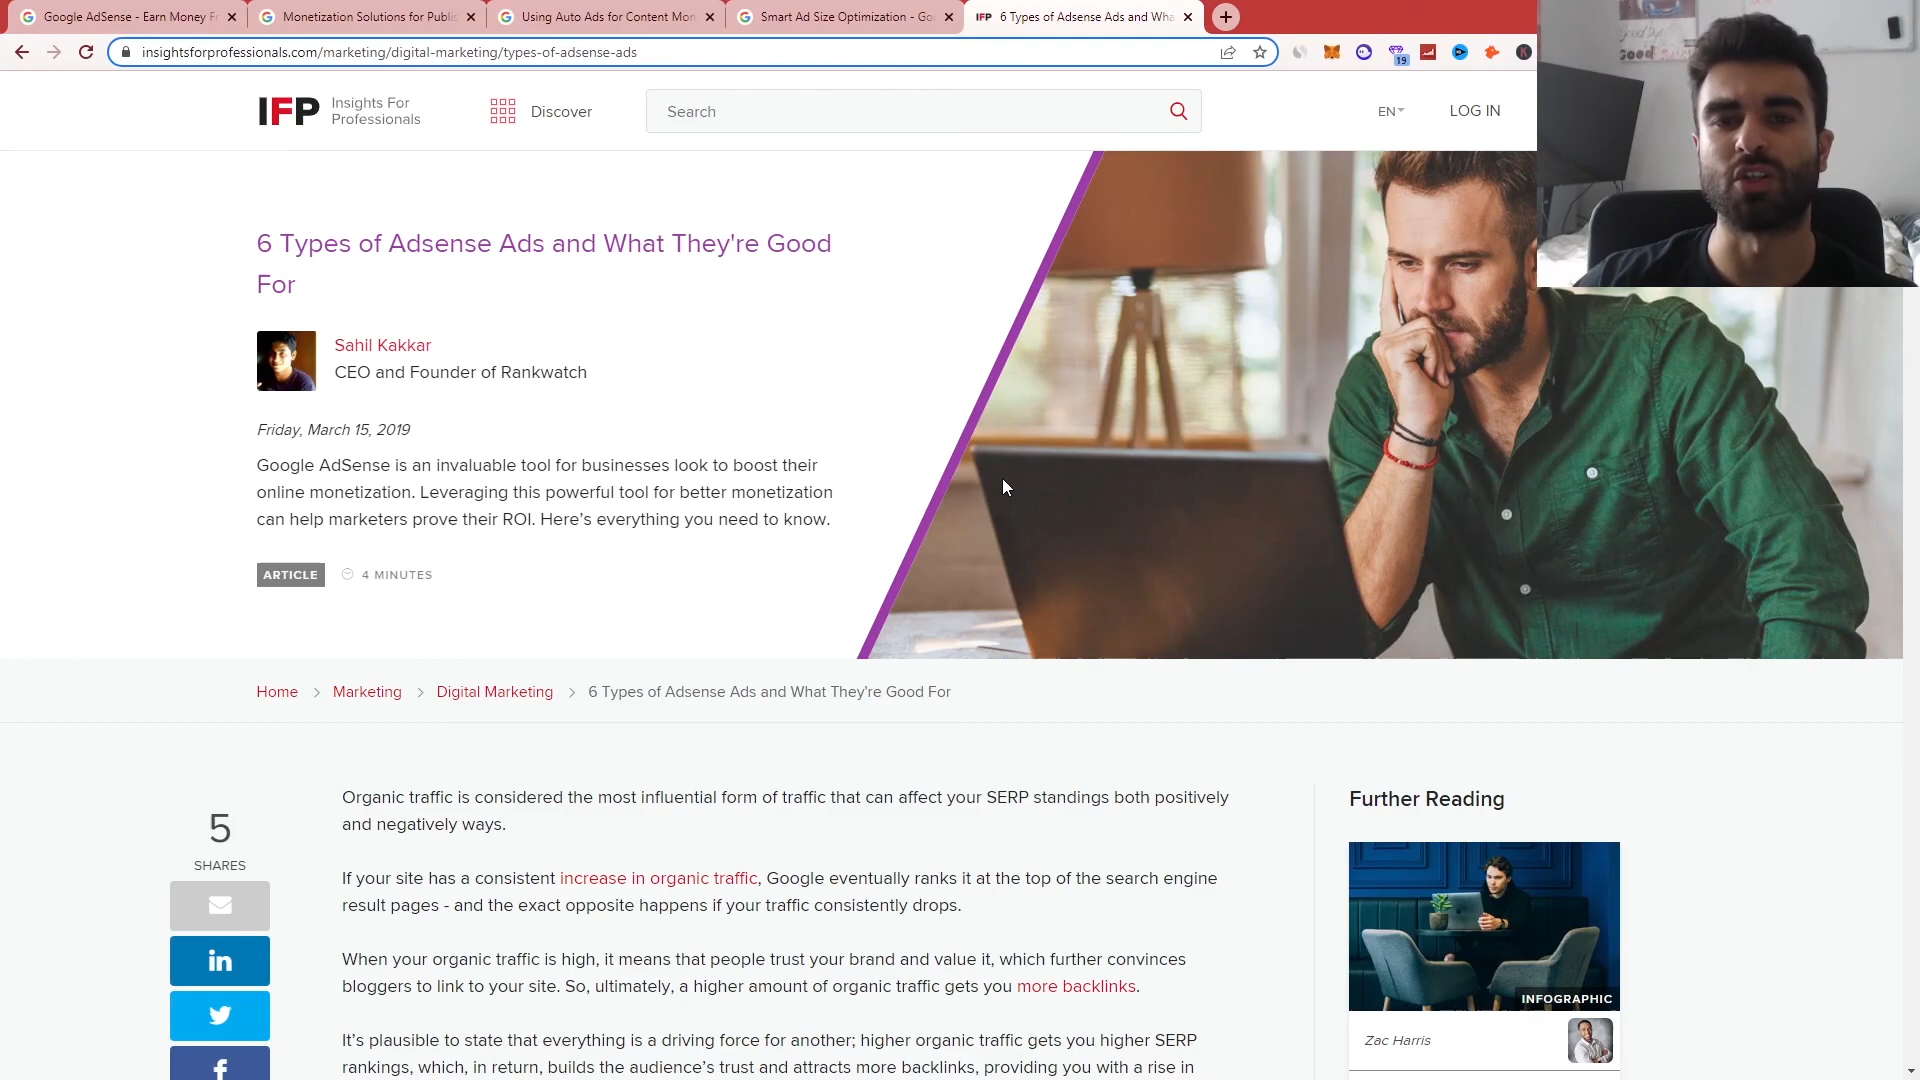 Google AdSense - Earn Money Fr
Monetization Solutions for Publis
Using Auto Ads for Content Mon
Smart Ad Size Optimization - Go
IFP 6 Types of Adsense Ads and Wha
insightsforprofessionals.com/marketing/digital-marketing/types-of-adsense-ads
19
K
IFP
Insights For
Professionals
Discover
Search
EN
LOG IN
6 Types of Adsense Ads and What They're Good
For
Sahil Kakkar
CEO and Founder of Rankwatch
Friday, March 15, 2019
Google AdSense is an invaluable tool for businesses look to boost their
online monetization. Leveraging this powerful tool for better monetization
can help marketers prove their ROI. Here's everything you need to know.
ARTICLE
4 MINUTES
Home > Marketing > Digital Marketing > 6 Types of Adsense Ads and What They're Good For
5
SHARES
in
f
Organic traffic is considered the most influential form of traffic that can affect your SERP standings both positively
and negatively ways.
If your site has a consistent increase in organic traffic, Google eventually ranks it at the top of the search engine
result pages - and the exact opposite happens if your traffic consistently drops.
When your organic traffic is high, it means that people trust your brand and value it, which further convinces
bloggers to link to your site. So, ultimately, a higher amount of organic traffic gets you more backlinks.
It's plausible to state that everything is a driving force for another; higher organic traffic gets you higher SERP
rankings, which, in return, builds the audience's trust and attracts more backlinks, providing you with a rise in
Further Reading
INFOGRAPHIC
Zac Harris